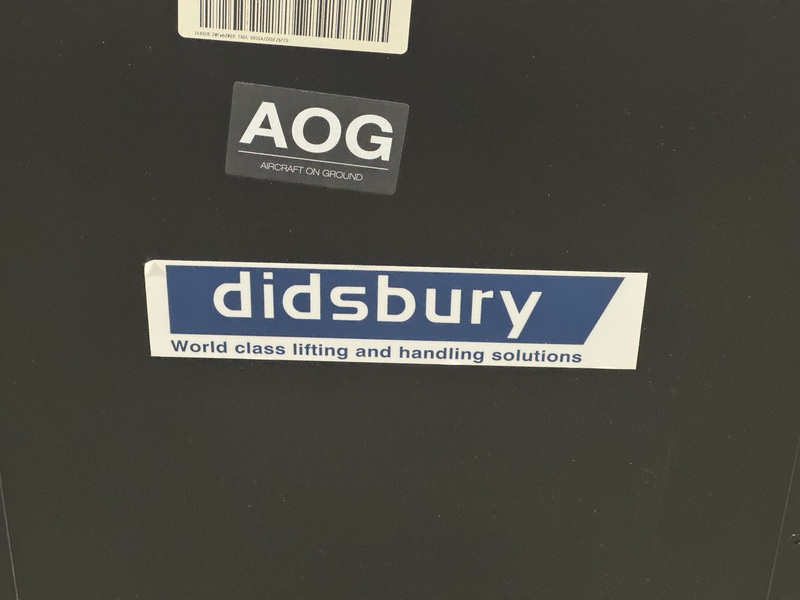 AOG
AIRCRAFT ON GROUND
didsbury
World class lifting and handling solutions